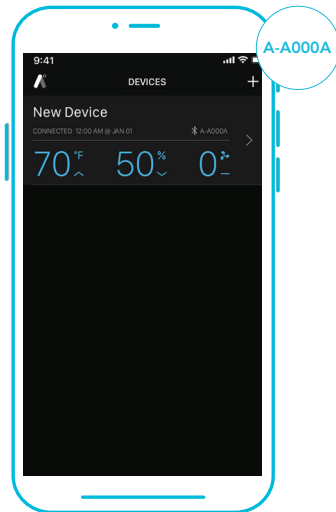 A-A000A
9:41
DEVICES
New Device
CONNECTED 12:00 AM @ JAN 01 A-A000A
70°F 50% 0